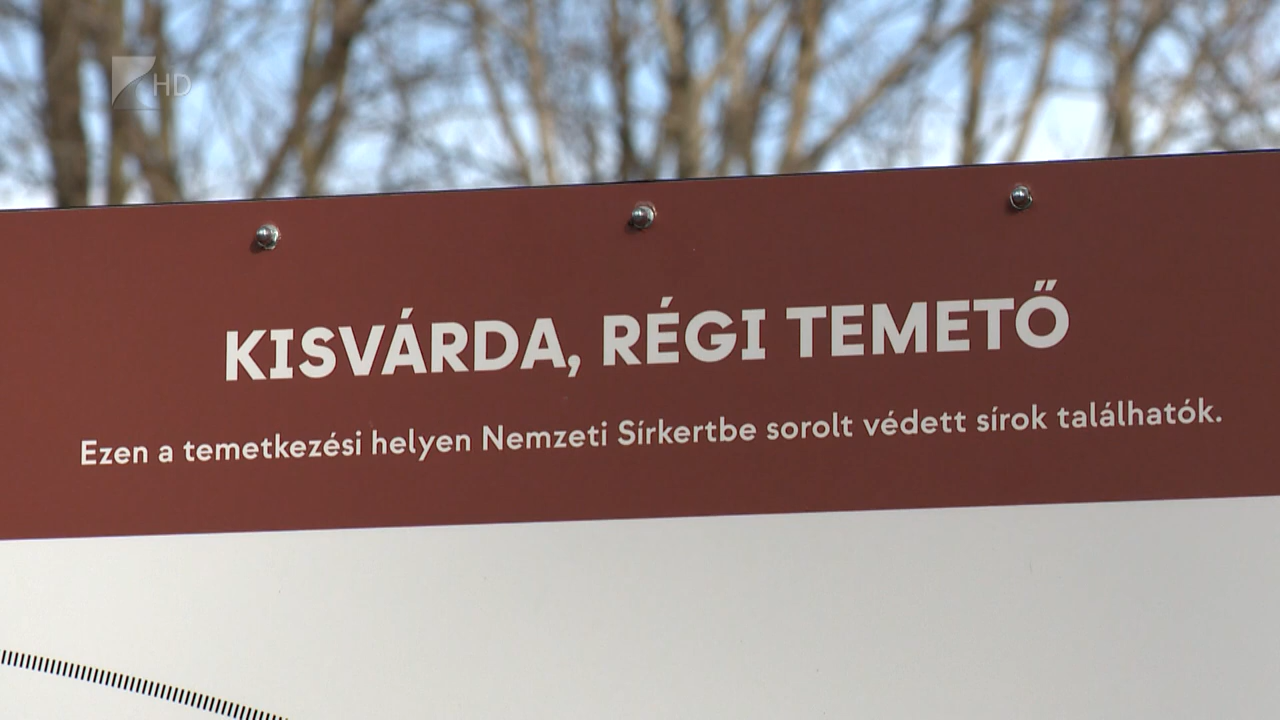 HD
KISVÁRDA, RÉGI TEMETŐ
Ezen a temetkezési helyen Nemzeti Sírkertbe sorolt védett sírok találhatók.